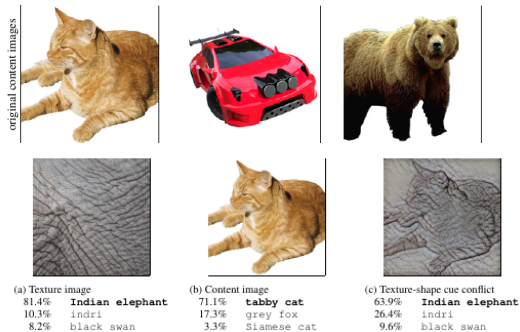 original content images
(a) Texture image
81.4% Indian elephant
10.3% indri
8.2% black swan
(b) Content image
71.1% tabby cat
17.3% grey fox
3.3% Siamese cat
(c) Texture-shape cue conflict
63.9% Indian elephant
26.4% indri
9.6% black swan